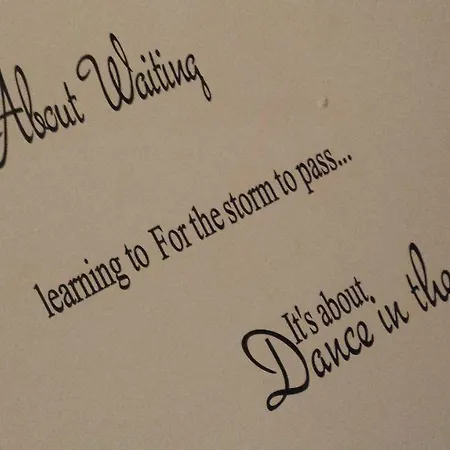 About Waiting
learning to For the storm to pass...
It's about,
Dance in the